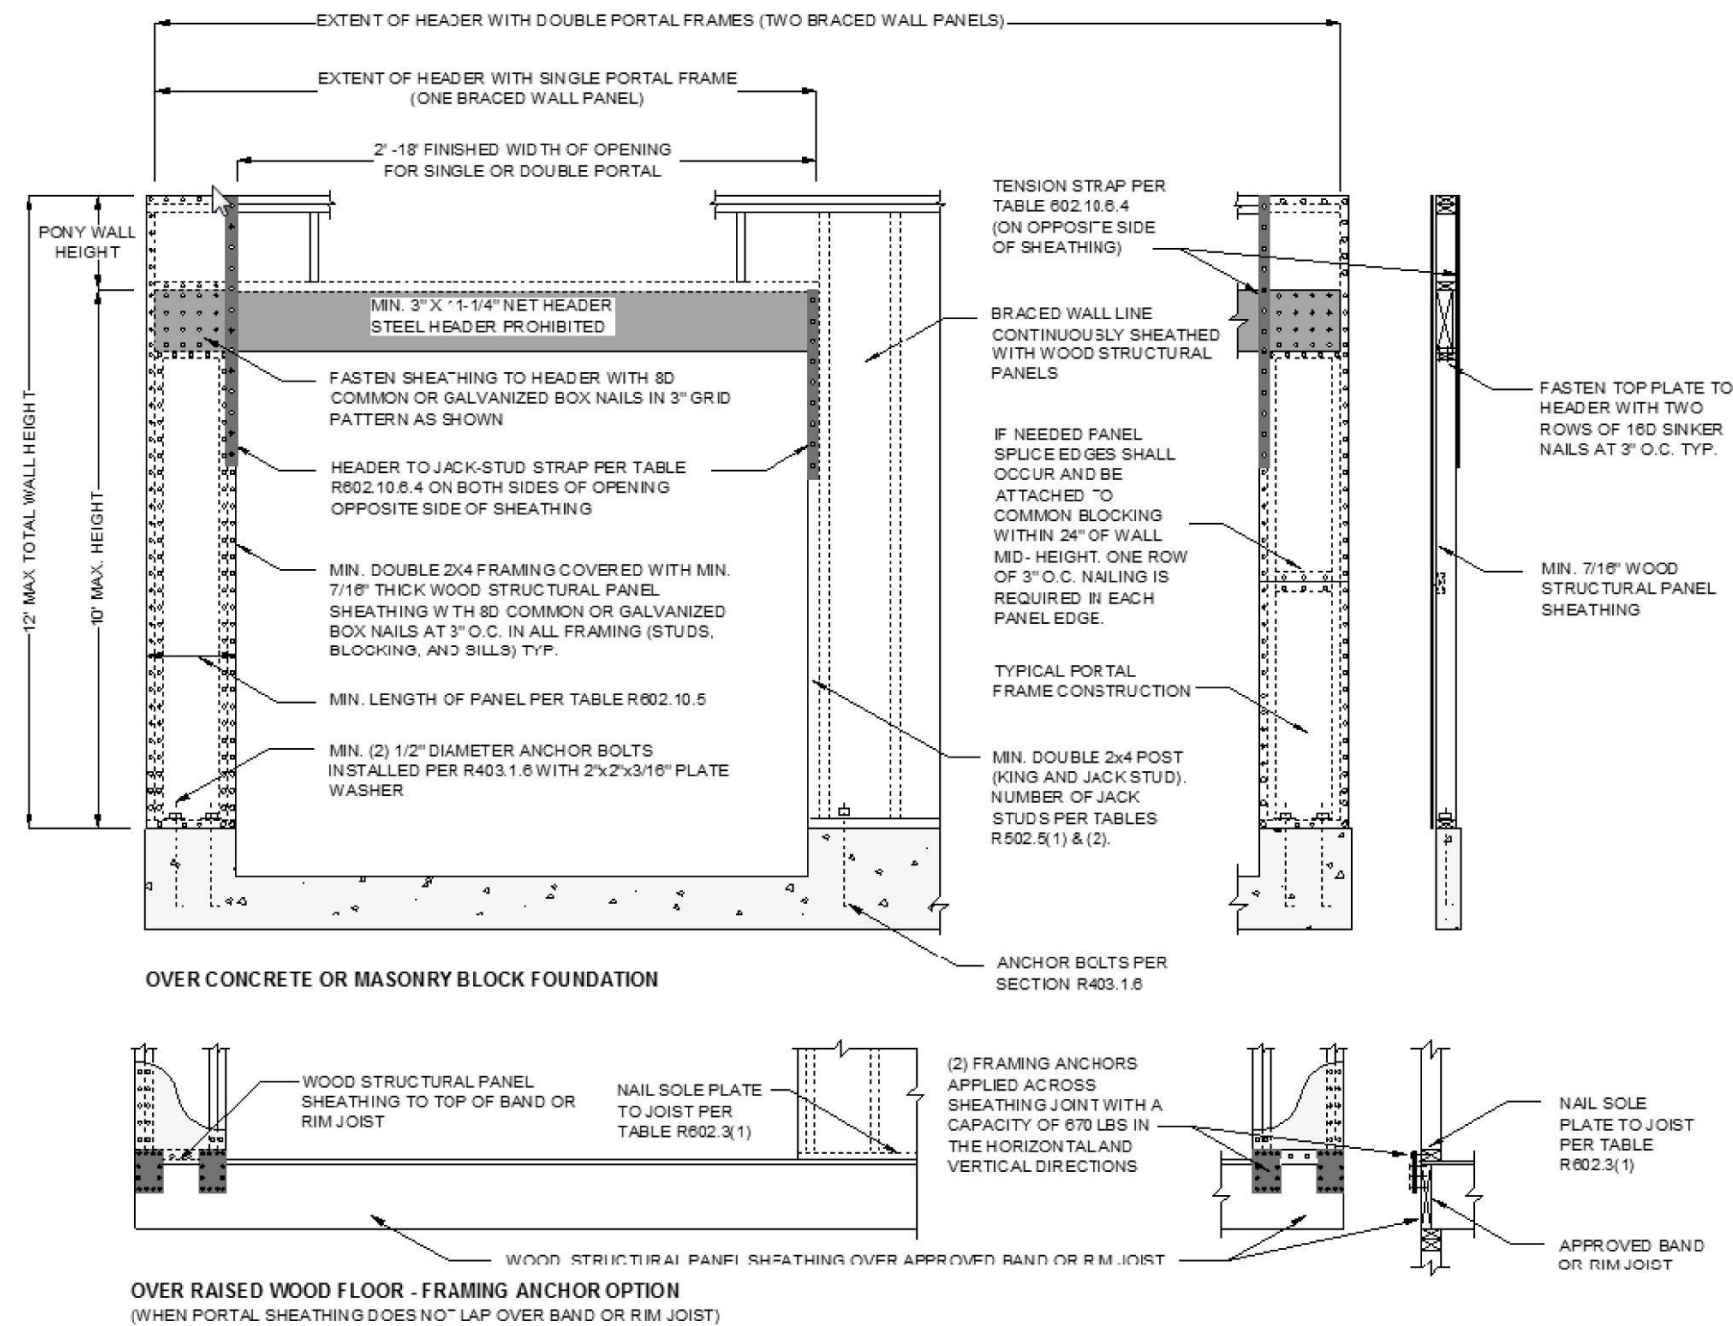 EXTENT OF HEADER WITH DOUBLE PORTAL FRAMES (TWO BRACED WALL PANELS)
EXTENT OF HEADER WITH SINGLE PORTAL FRAME
(ONE BRACED WALL PANEL)
2' -18' FINISHED WIDTH OF OPENING
FOR SINGLE OR DOUBLE PORTAL
PONY WALL
HEIGHT
12' MAX TOTAL WALL HEIGHT
10' MAX. HEIGHT
MIN. 3" X 11-1/4" NET HEADER
STEEL HEADER PROHIBITED
FASTEN SHEATHING TO HEADER WITH 8D
COMMON OR GALVANIZED BOX NAILS IN 3" GRID
PATTERN AS SHOWN
HEADER TO JACK-STUD STRAP PER TABLE
R602.10.6.4 ON BOTH SIDES OF OPENING
OPPOSITE SIDE OF SHEATHING
MIN. DOUBLE 2X4 FRAMING COVERED WITH MIN.
7/16" THICK WOOD STRUCTURAL PANEL
SHEATHING WITH 8D COMMON OR GALVANIZED
BOX NAILS AT 3" O.C. IN ALL FRAMING (STUDS,
BLOCKING, AND SILLS) TYP.
MIN. LENGTH OF PANEL PER TABLE R602.10.5
MIN. (2) 1/2" DIAMETER ANCHOR BOLTS
INSTALLED PER R403.1.6 WITH 2"x2"x3/16" PLATE
WASHER
TENSION STRAP PER
TABLE 602.10.6.4
(ON OPPOSITE SIDE
OF SHEATHING)
BRACED WALL LINE
CONTINUOUSLY SHEATHED
WITH WOOD STRUCTURAL
PANELS
IF NEEDED PANEL
SPLICE EDGES SHALL
OCCUR AND BE
ATTACHED TO
COMMON BLOCKING
WITHIN 24" OF WALL
MID- HEIGHT. ONE ROW
OF 3" O.C. NAILING IS
REQUIRED IN EACH
PANEL EDGE.
TYPICAL PORTAL
FRAME CONSTRUCTION
MIN. DOUBLE 2x4 POST
(KING AND JACK STUD).
NUMBER OF JACK
STUDS PER TABLES
R502.5(1) & (2).
FASTEN TOP PLATE TO
HEADER WITH TWO
ROWS OF 16D SINKER
NAILS AT 3" O.C. TYP.
MIN. 7/16" WOOD
STRUCTURAL PANEL
SHEATHING
ANCHOR BOLTS PER
SECTION R403.1.6
OVER CONCRETE OR MASONRY BLOCK FOUNDATION
WOOD STRUCTURAL PANEL
SHEATHING TO TOP OF BAND OR
RIM JOIST
NAIL SOLE PLATE
TO JOIST PER
TABLE R602.3(1)
(2) FRAMING ANCHORS
APPLIED ACROSS
SHEATHING JOINT WITH A
CAPACITY OF 670 LBS IN
THE HORIZONTAL AND
VERTICAL DIRECTIONS
NAIL SOLE
PLATE TO JOIST
PER TABLE
R602.3(1)
WOOD STRUCTURAL PANEL SHEATHING OVER APPROVED BAND OR RIM JOIST
APPROVED BAND
OR RIM JOIST
OVER RAISED WOOD FLOOR - FRAMING ANCHOR OPTION
(WHEN PORTAL SHEATHING DOES NOT LAP OVER BAND OR RIM JOIST)